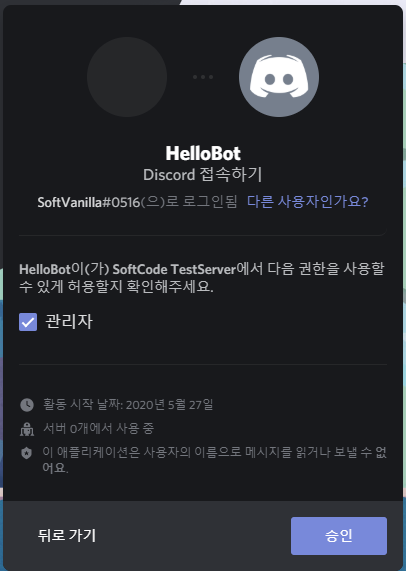 HelloBot
Discord 접속하기
SoftVanilla#0516(으)로 로그인됨 다른 사용자인가요?
HelloBot이(가) SoftCode TestServer에서 다음 권한을 사용할
수 있게 허용할지 확인해주세요.
관리자
활동 시작 날짜: 2020년 5월 27일
서버 0개에서 사용 중
이 애플리케이션은 사용자의 이름으로 메시지를 읽거나 보낼 수 없
어요.
뒤로 가기
승인